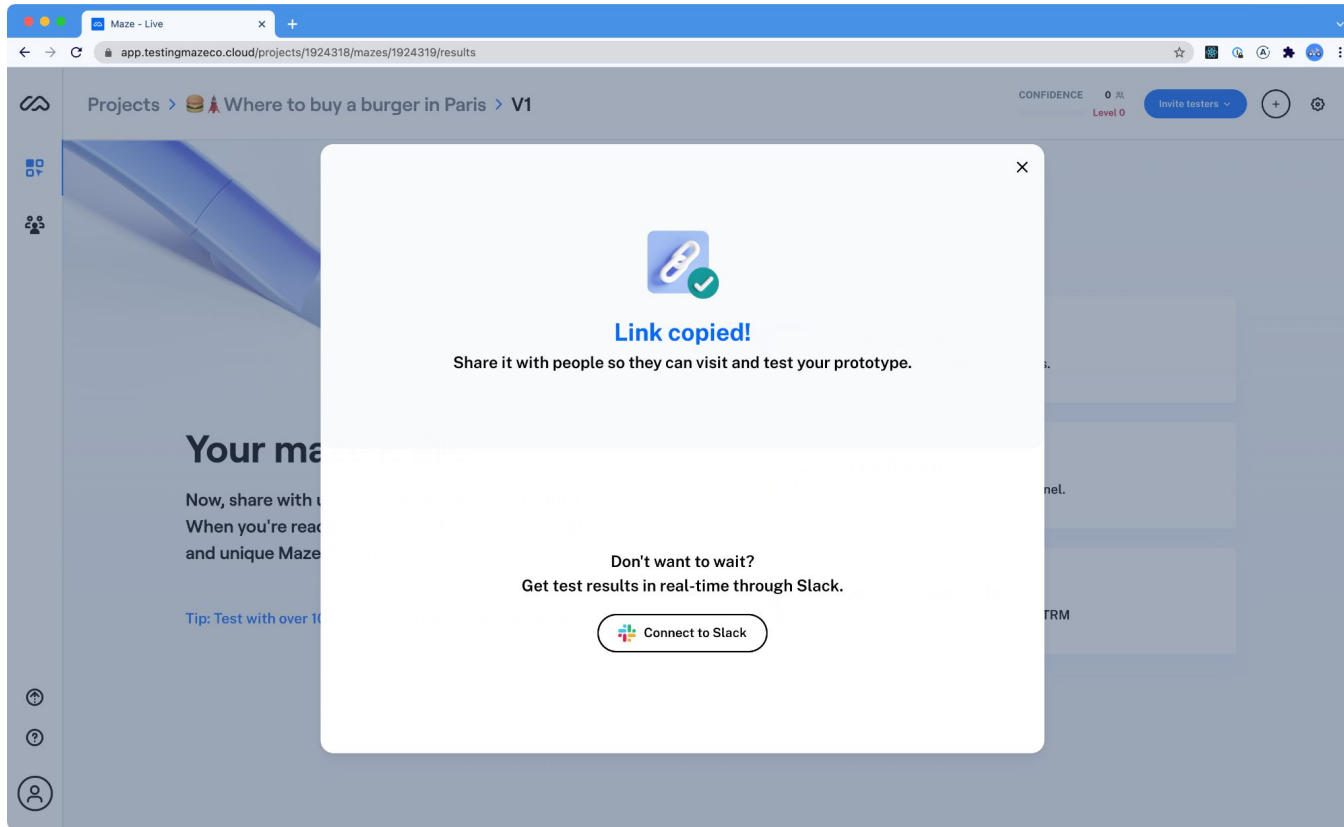 Maze - Live
app.testingmazeco.cloud/projects/1924318/mazes/1924319/results
Projects > 🍔🗼Where to buy a burger in Paris > V1
CONFIDENCE 0
Level 0
Invite testers
Link copied!
Share it with people so they can visit and test your prototype.
s.
Your ma
Now, share with
When you're read
and unique Maze
nel.
Don't want to wait?
Get test results in real-time through Slack.
Tip: Test with over 10
TRM
Connect to Slack